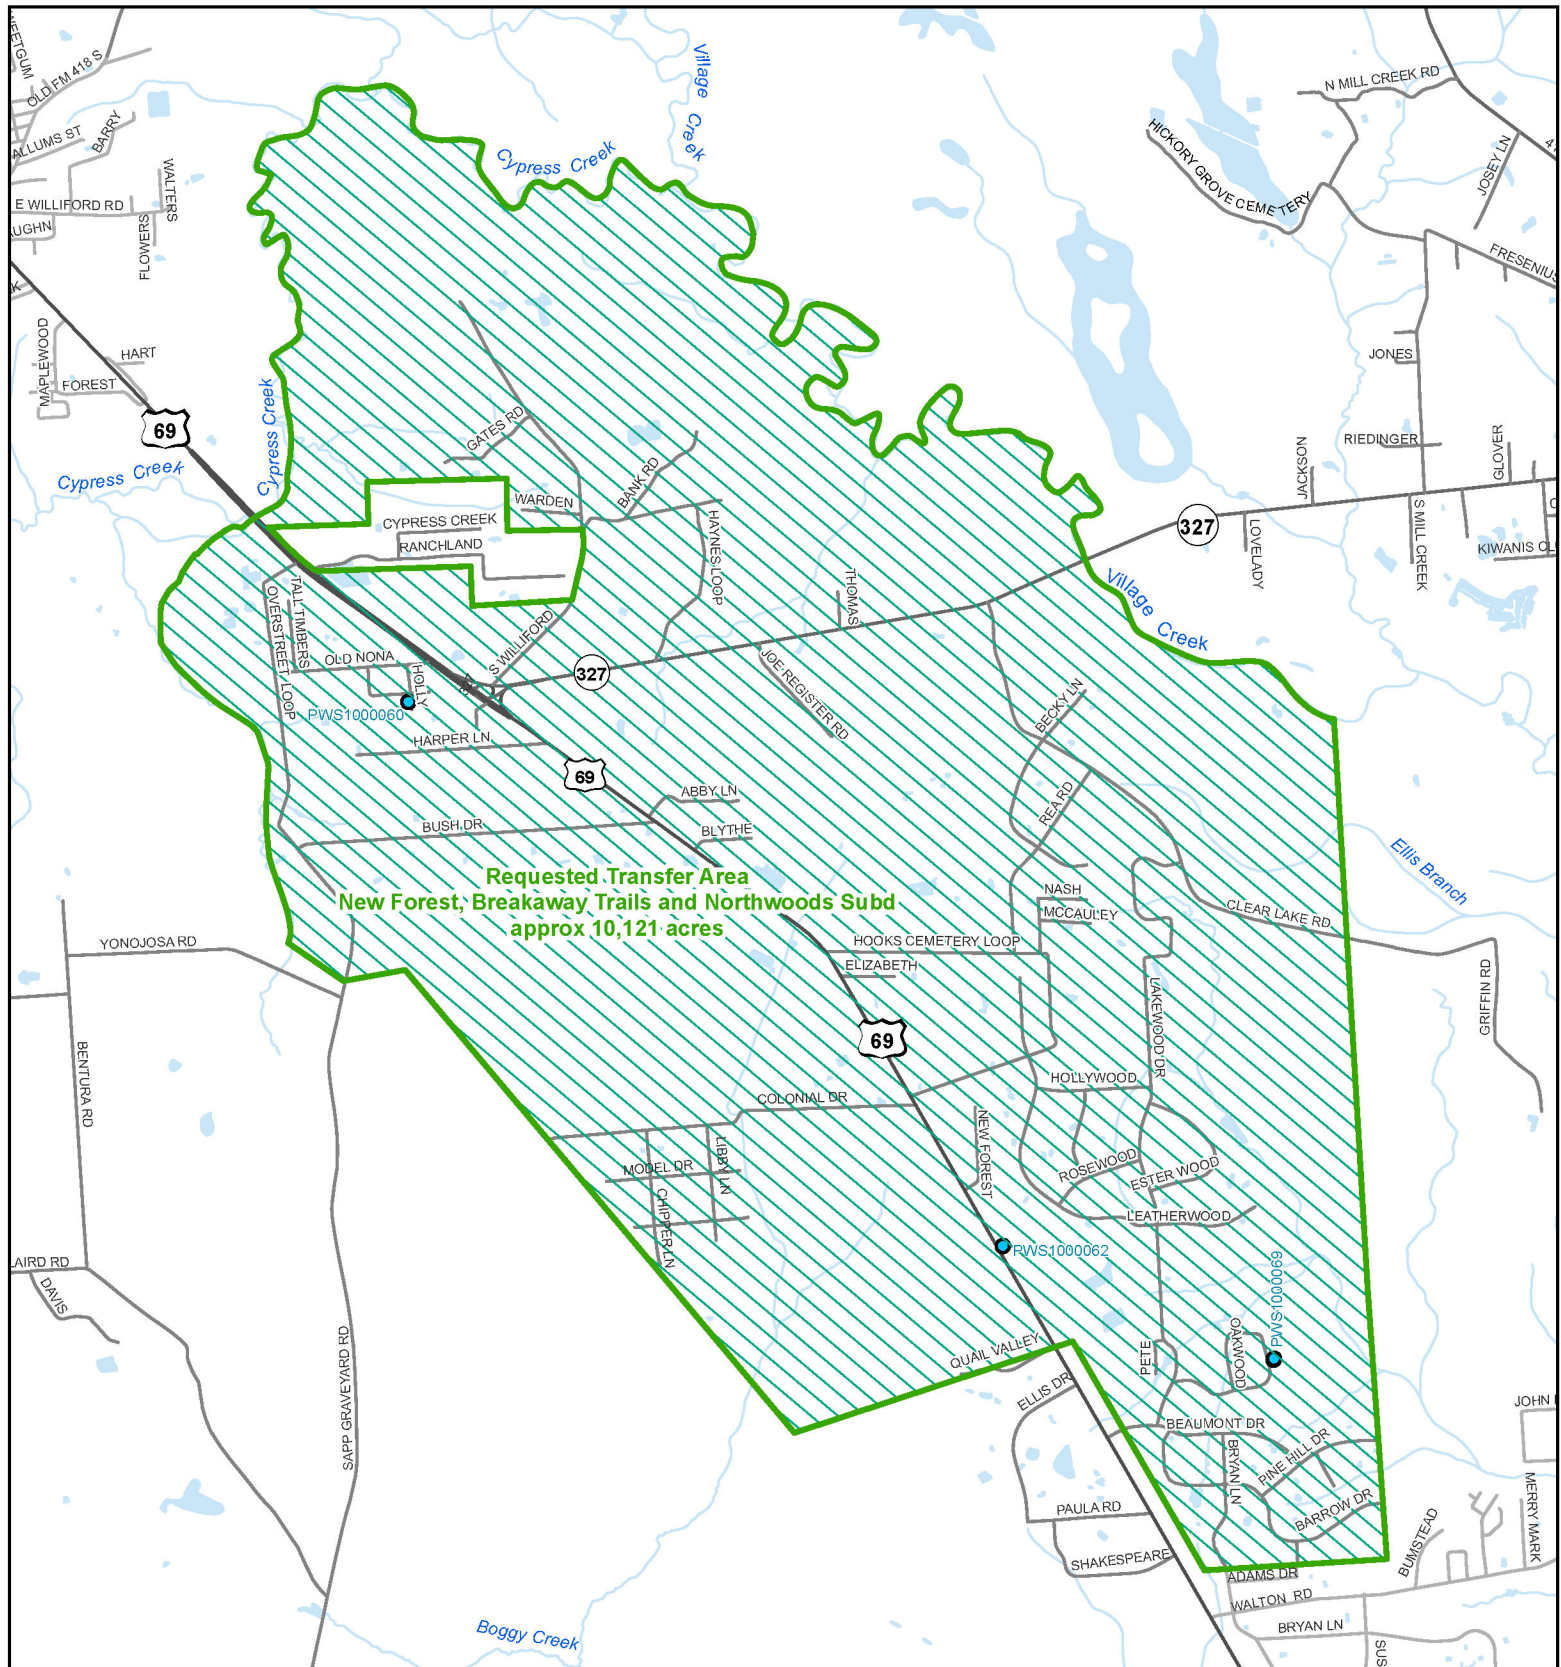 OLD FM 418 S
N MILL CREEK RD
Village Creek
BARRY
HICKORY GROVE CEMETERY
JOSEY LN
Cypress Creek
WALTERS
E WILLIFORD RD
FLOWERS
FRESENIUS
MAPLEWOOD
HART
FOREST
JONES
69
Cypress Creek
GATES RD
RIEDINGER
GLOVER
Cypress Creek
BANK RD
JACKSON
WARDEN
CYPRESS CREEK
HAYNES LOOP
327
S MILL CREEK
RANCHLAND
LOVELADY
KIWANIS CL
THOMAS
Village Creek
TALL TIMBERS
OVERSTREET LOOP
S WILLIFORD
OLD NONA
HOLLY
327
JOE REGISTER RD
BECKY LN
PWS1000060
HARPER LN
69
ABBY LN
REA RD
BUSH DR
BLYTHE
Ellis Branch
Requested Transfer Area
New Forest, Breakaway Trails and Northwoods Subd
approx 10,121 acres
NASH
MCCAULEY
CLEAR LAKE RD
YONOJOSA RD
HOOKS CEMETERY LOOP
ELIZABETH
GRIFFIN RD
LAKEWOOD DR
69
BENTURA RD
HOLLYWOOD
COLONIAL DR
NEW FOREST
LIBBY LN
MODEL DR
ROSEWOOD
ESTER WOOD
CHIPPER LN
LEATHERWOOD
PWS1000062
LAIRD RD
PWS1000069
DAVIS
SAPP GRAVEYARD RD
QUAIL VALLEY
PETE
OAKWOOD
ELLIS DR
JOHN
BEAUMONT DR
BRYAN LN
PINE HILL DR
MERRY MARK
PAULA RD
BARROW DR
BUMSTEAD
SHAKESPEARE
ADAMS DR
WALTON RD
Boggy Creek
BRYAN LN
SUS